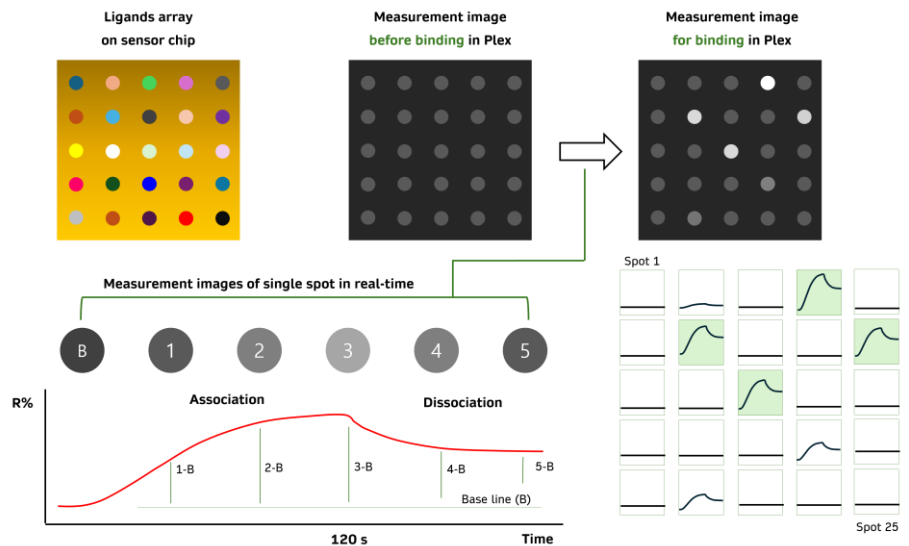 Ligands array
on sensor chip
Measurement image
before binding in Plex
Measurement image
for binding in Plex
Spot 1
Measurement images of single spot in real-time
B
1
2
3
4
5
R%
Association
Dissociation
1-B
2-B
3-B
4-B
5-B
Base line (B)
120 s
Time
Spot 25